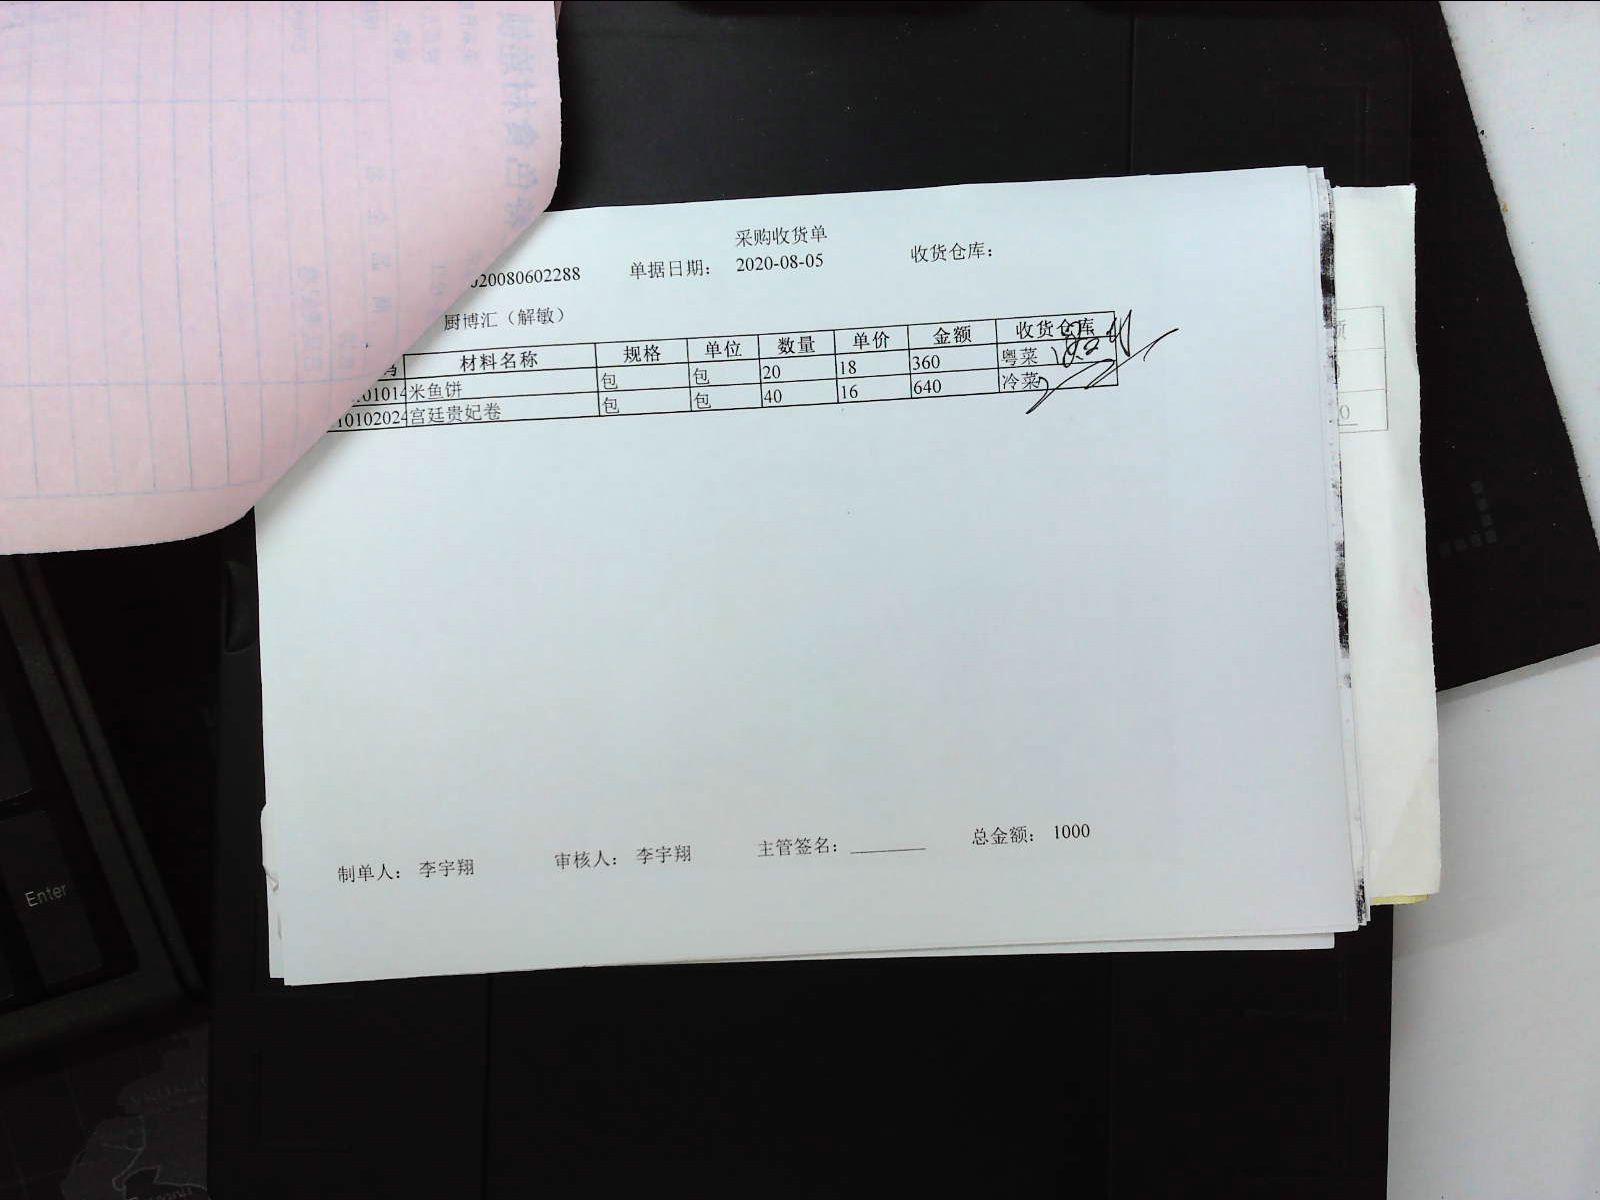 采购收货单
20080602288 单据日期： 2020-08-05 收货仓库：
厨博汇（解敏）
材料名称 规格 单位 数量 单价 金额 收货仓库
01014 米鱼饼 包 包 20 18 360 粤菜
10102024 宫廷贵妃卷 包 包 40 16 640 冷菜
制单人： 李宇翔 审核人： 李宇翔 主管签名：________ 总金额： 1000
Enter